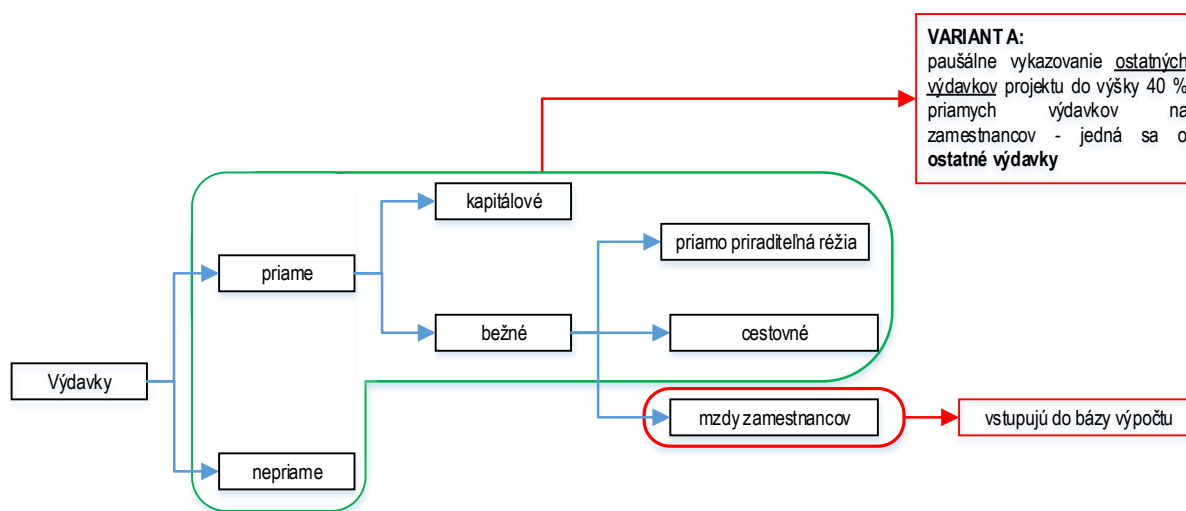 VARIANT A:
paušálne vykazovanie ostatných
výdavkov projektu do výšky 40 %
priamych výdavkov na
zamestnancov - jedná sa o
ostatné výdavky
kapitálové
priamo priraditeľná réžia
priame
bežné
cestovné
Výdavky
mzdy zamestnancov
vstupujú do bázy výpočtu
nepriame